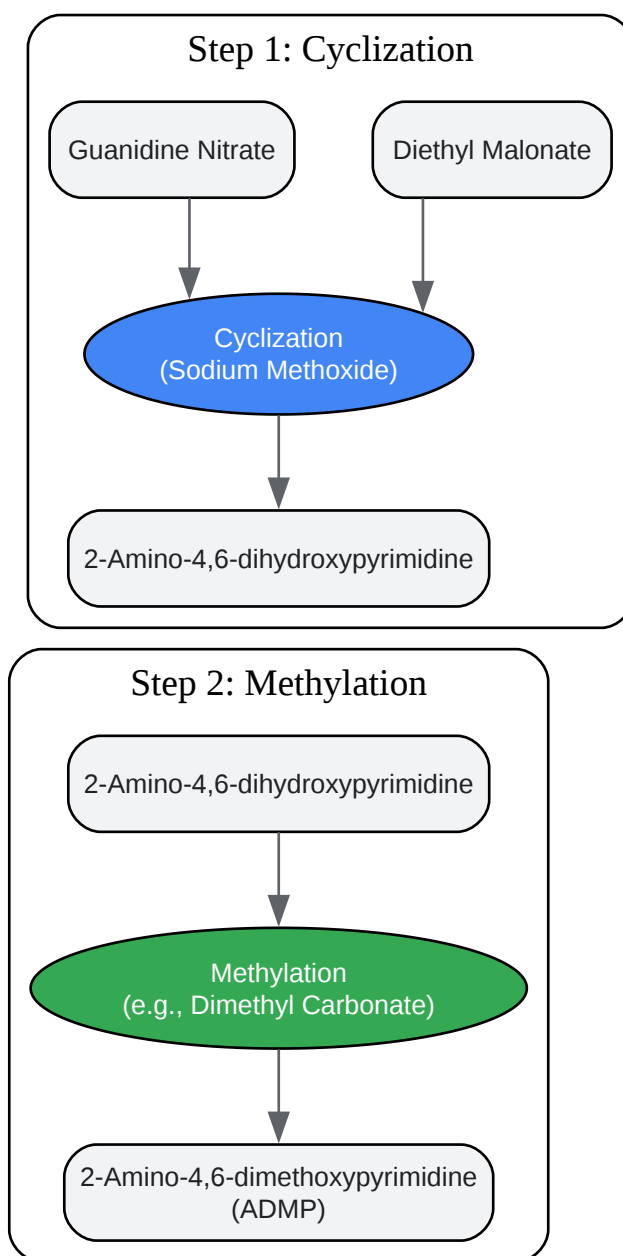 Step 1: Cyclization
Guanidine Nitrate
Diethyl Malonate
Cyclization
(Sodium Methoxide)
2-Amino-4,6-dihydroxypyrimidine
Step 2: Methylation
2-Amino-4,6-dihydroxypyrimidine
Methylation
(e.g., Dimethyl Carbonate)
2-Amino-4,6-dimethoxypyrimidine
(ADMP)